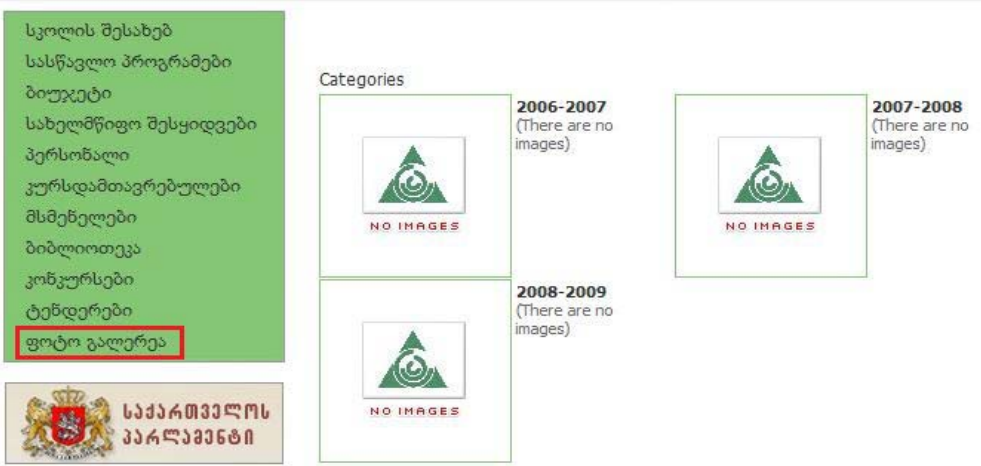 სკოლის შესახებ
სასწავლო პროგრამები
ბიუჯეტი
სახელმწიფო შესყიდვები
პერსონალი
კურსდამთავრებულები
მსმენელები
ბიბლიოთეკა
კონკურსები
ტენდერები
ფოტო გალერეა
საქართველოს
პარლამენტი
Categories
2006-2007
(There are no
images)
NO IMAGES
2007-2008
(There are no
images)
NO IMAGES
2008-2009
(There are no
images)
NO IMAGES